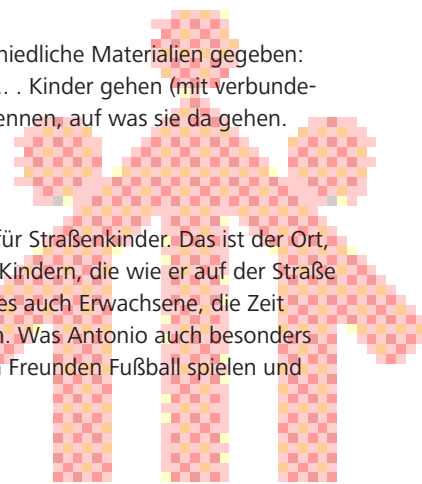 hiedliche Materialien gegeben:
.. . Kinder gehen (mit verbunde-
ennen, auf was sie da gehen.
für Straßenkinder. Das ist der Ort,
Kindern, die wie er auf der Straße
es auch Erwachsene, die Zeit
n. Was Antonio auch besonders
n Freunden Fußball spielen und